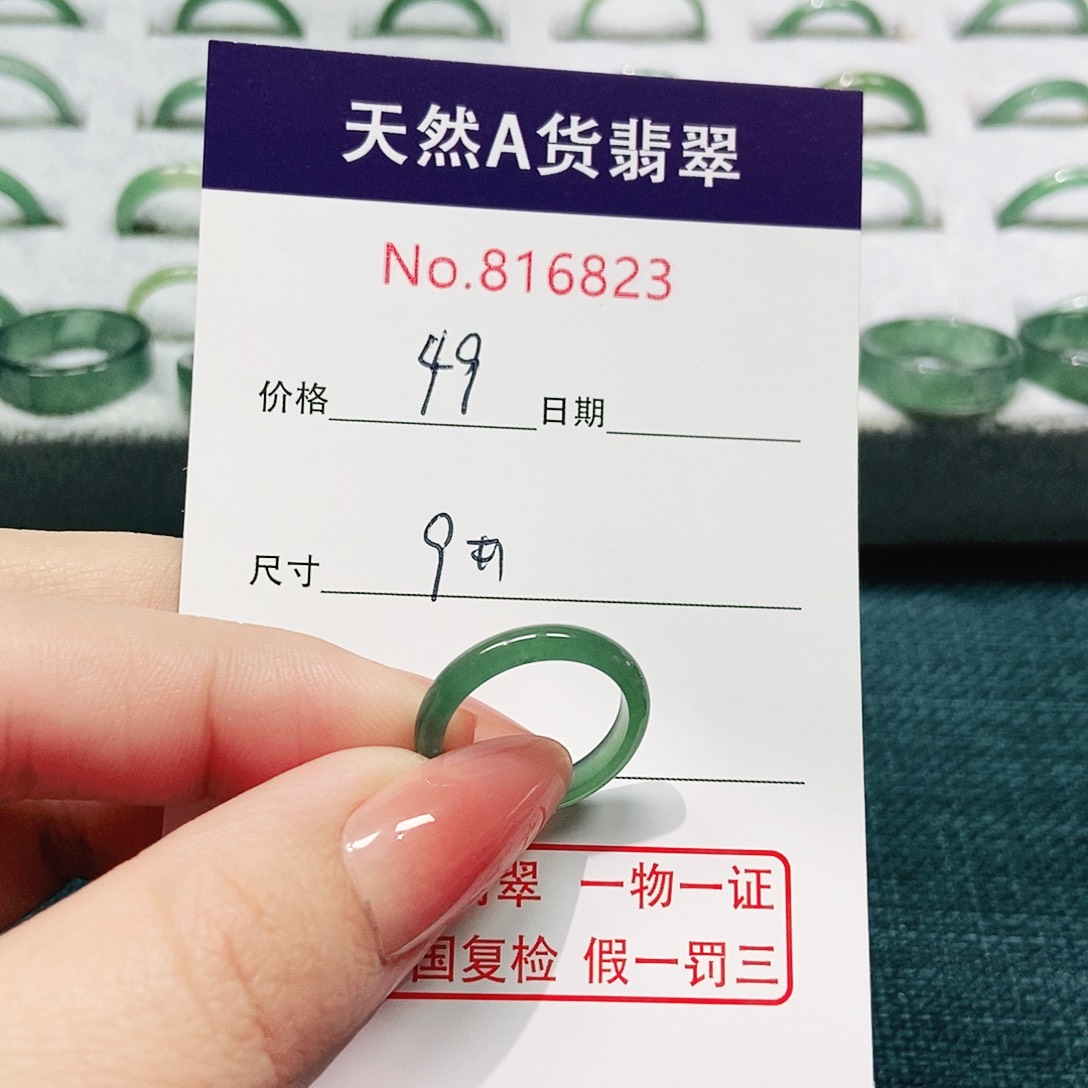 天然A货翡翠
No.816823
价格 49 日期
尺寸 9
翠 一物一证
国复检 假一罚三